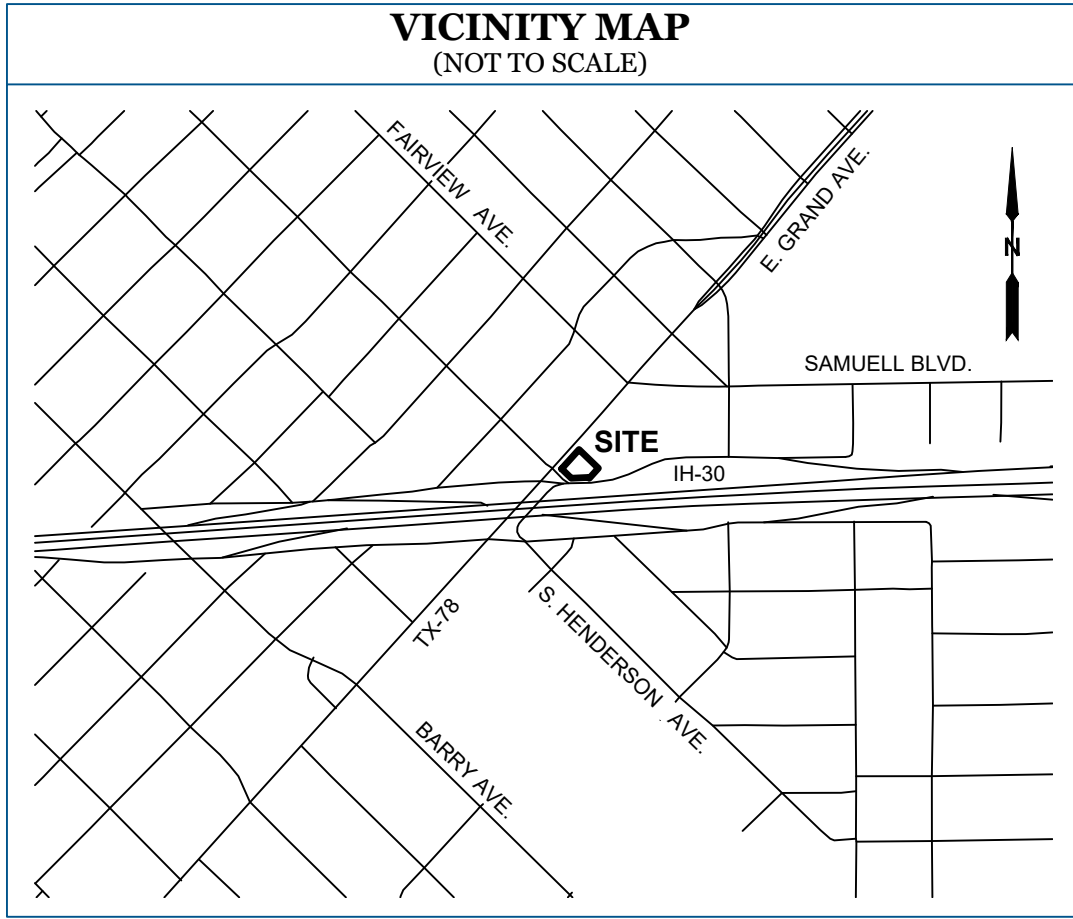 VICINITY MAP
(NOT TO SCALE)
FAIRVIEW AVE.
E. GRAND AVE.
N
SAMUELL BLVD.
SITE
IH-30
TX-78
S. HENDERSON AVE.
BARRY AVE.